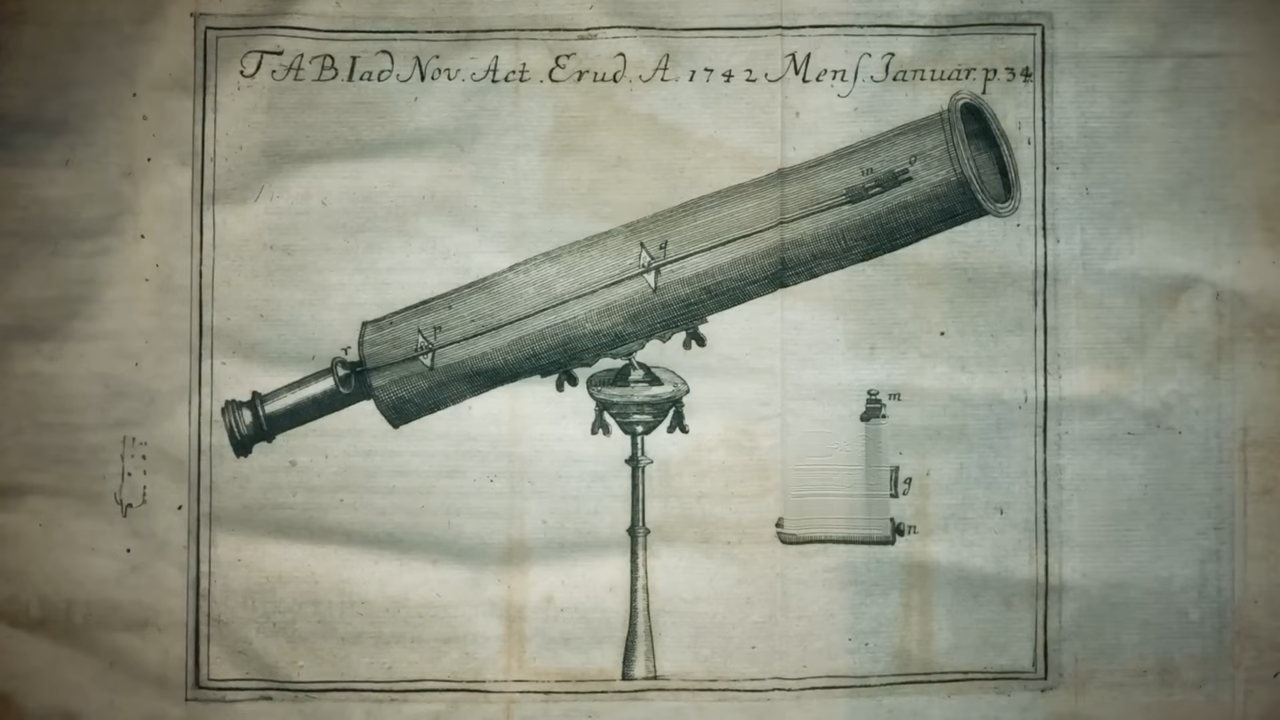 TAB. I ad Nov. Act. Erud. A. 1742 Menſ. Januar. p. 34.
m o
q
p
r
m
g
n